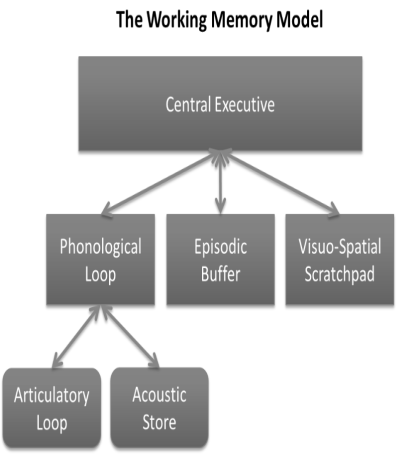 The Working Memory Model
Central Executive
Phonological
Loop
Episodic
Buffer
Visuo-Spatial
Scratchpad
Articulatory
Loop
Acoustic
Store